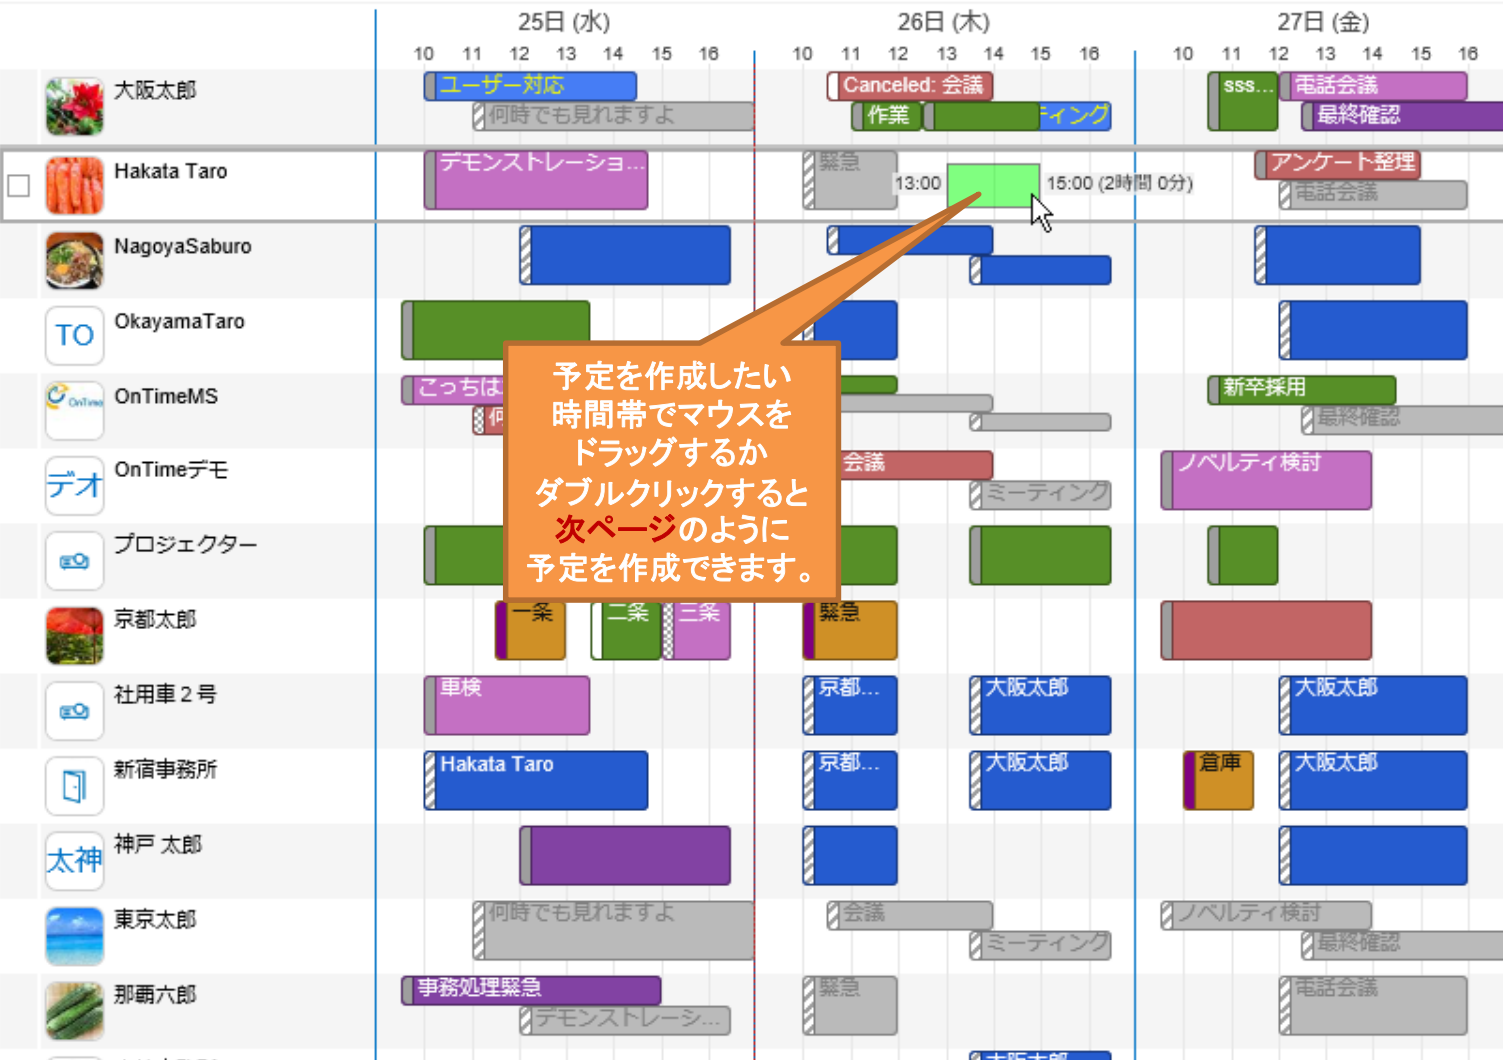 25日 (水)
26日 (木)
27日 (金)
10 11 12 13 14 15 16
10 11 12 13 14 15 16
10 11 12 13 14 15 16
大阪太郎
ユーザー対応
Canceled: 会議
sss...
電話会議
何時でも見れますよ
作業
ティング
最終確認
Hakata Taro
デモンストレーショ...
緊急
13:00
15:00 (2時間 0分)
アンケート整理
電話会議
NagoyaSaburo
TO
OkayamaTaro
予定を作成したい
時間帯でマウスを
ドラッグするか
ダブルクリックすると
次ページのように
予定を作成できます。
OnTime
OnTimeMS
こっちは
何
新卒採用
最終確認
デオ
OnTimeデモ
会議
ミーティング
ノベルティ検討
プロジェクター
京都太郎
一条
二条
三条
緊急
社用車２号
車検
京都...
大阪太郎
大阪太郎
新宿事務所
Hakata Taro
京都...
大阪太郎
倉庫
大阪太郎
太神
神戸 太郎
東京太郎
何時でも見れますよ
会議
ミーティング
ノベルティ検討
最終確認
那覇六郎
事務処理緊急
デモンストレーシ...
緊急
電話会議
大阪太郎